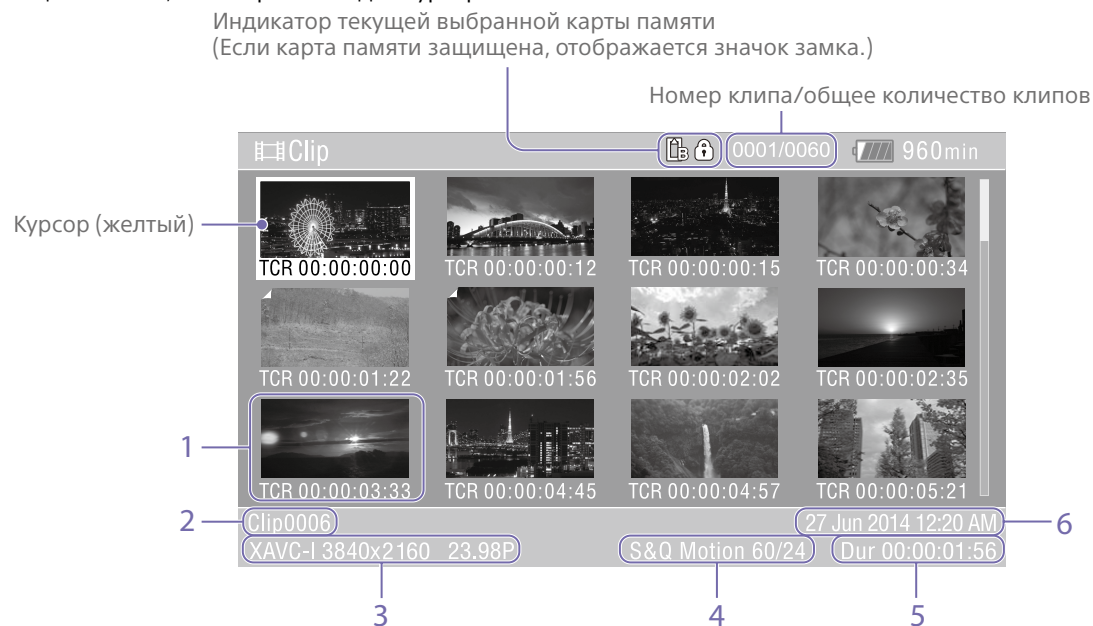 Индикатор текущей выбранной карты памяти
(Если карта памяти защищена, отображается значок замка.)
Номер клипа/общее количество клипов
Clip
B
0001/0060
960min
Курсор (желтый)
TCR 00:00:00:00
TCR 00:00:00:12
TCR 00:00:00:15
TCR 00:00:00:34
TCR 00:00:01:22
TCR 00:00:01:56
TCR 00:00:02:02
TCR 00:00:02:35
1
TCR 00:00:03:33
TCR 00:00:04:45
TCR 00:00:04:57
TCR 00:00:05:21
2
Clip0006
27 Jun 2014 12:20 AM
6
XAVC-I 3840x2160 23.98P
S&Q Motion 60/24
Dur 00:00:01:56
3
4
5